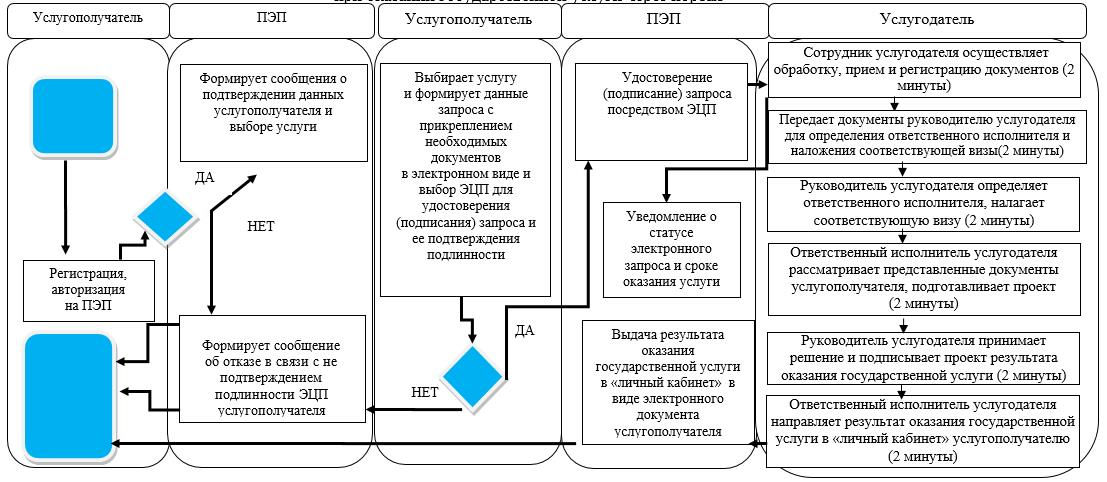 Услугополучатель
ПЭП
Услугополучатель
ПЭП
Услугодатель
Формирует сообщения о
подтверждении данных
услугополучателя и
выборе услуги
ДА
НЕТ
Регистрация,
авторизация
на ПЭП
Формирует сообщение
об отказе в связи с не
подтверждением
подлинности ЭЦП
услугополучателя
Выбирает услугу
и формирует данные
запроса с
прикреплением
необходимых
документов
в электронном виде и
выбор ЭЦП для
удостоверения
(подписания) запроса и
ее подтверждения
подлинности
ДА
НЕТ
Удостоверение
(подписание) запроса
посредством ЭЦП
Уведомление о
статусе
электронного
запроса и сроке
оказания услуги
Выдача результата
оказания
государственной услуги
в «личный кабинет» в
виде электронного
документа
услугополучателя
Сотрудник услугодателя осуществляет
обработку, прием и регистрацию документов (2
минуты)
Передает документы руководителю услугодателя
для определения ответственного исполнителя и
наложения соответствующей визы(2 минуты)
Руководитель услугодателя определяет
ответственного исполнителя, налагает
соответствующую визу (2 минуты)
Ответственный исполнитель услугодателя
рассматривает представленные документы
услугополучателя, подготавливает проект
(2 минуты)
Руководитель услугодателя принимает
решение и подписывает проект результата
оказания государственной услуги (2 минуты)
Ответственный исполнитель услугодателя
направляет результат оказания государственной
услуги в «личный кабинет» услугополучателю
(2 минуты)